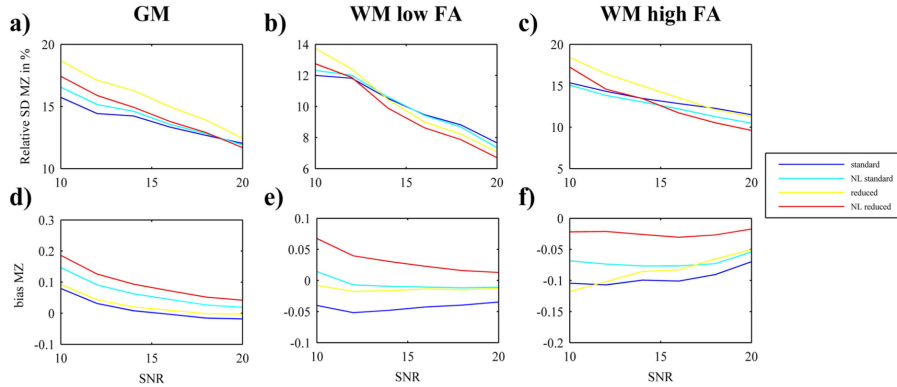 GM
WM low FA
WM high FA
a)
b)
c)
Relative SD MZ in %
20
15
10
10
15
20
14
12
10
8
6
10
15
20
25
20
15
10
5
10
15
20
standard
NL standard
reduced
NL reduced
d)
e)
f)
bias MZ
0.3
0.2
0.1
0
-0.1
10
15
20
SNR
0.1
0.05
0
-0.05
-0.1
10
15
20
SNR
0
-0.05
-0.1
-0.15
-0.2
10
15
20
SNR